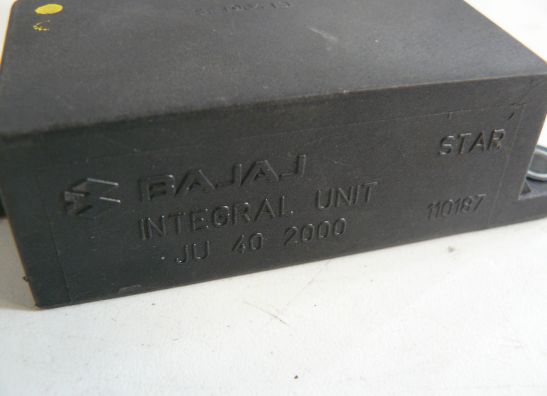 BAJAJ
STAR
INTEGRAL UNIT
110187
JU 40 2000